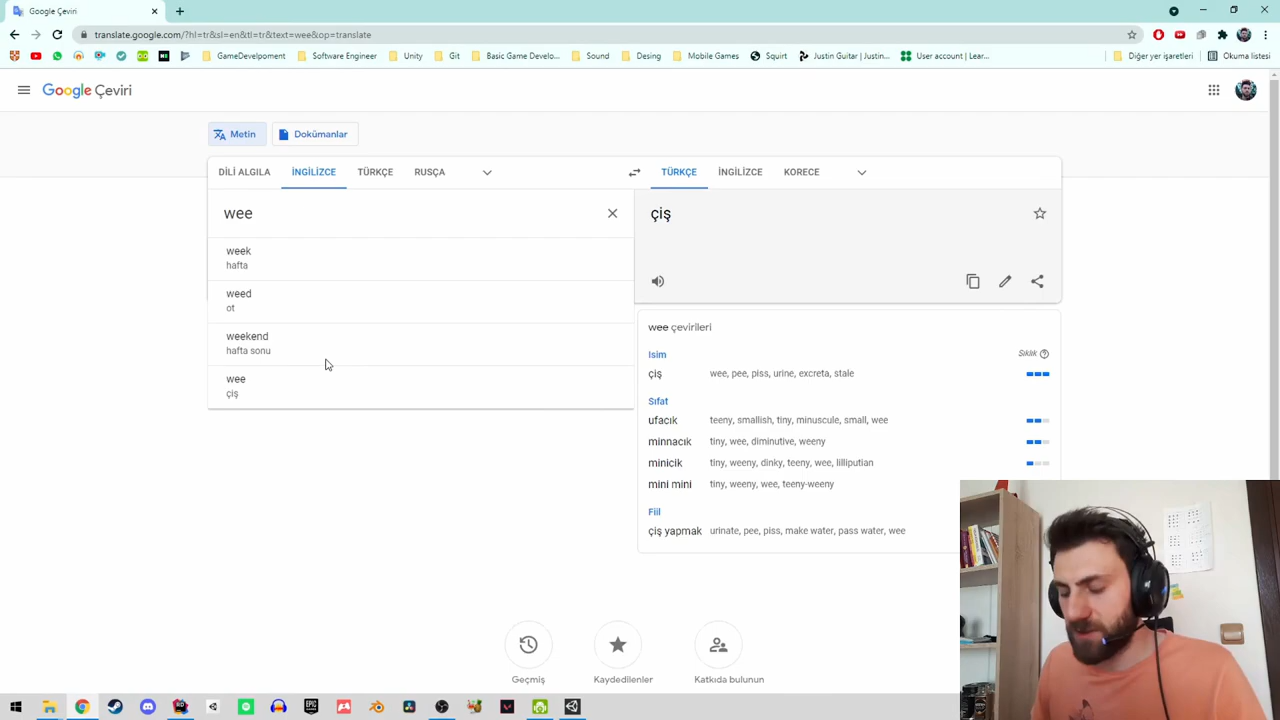 Google Çeviri
translate.google.com/?hl=tr&sl=en&tl=tr&text=wee&op=translate
GameDevelopment
Software Engineer
Unity
Git
Basic Game Develo...
Sound
Desing
Mobile Games
Squirt
Justin Guitar | Justin...
User account | Lear...
Diğer yer işaretleri
Okuma listesi
Google Çeviri
Metin
Dokümanlar
DİLİ ALGILA
İNGİLİZCE
TÜRKÇE
RUSÇA
TÜRKÇE
İNGİLİZCE
KORECE
wee
çiş
week
hafta
weed
ot
weekend
hafta sonu
wee
çiş
wee çevirileri
Isim
Sıklık
çiş wee, pee, piss, urine, excreta, stale
Sıfat
ufacık teeny, smallish, tiny, minuscule, small, wee
minnacık tiny, wee, diminutive, weeny
minicik tiny, weeny, dinky, teeny, wee, lilliputian
mini mini tiny, weeny, wee, teeny-weeny
Fiil
çiş yapmak urinate, pee, piss, make water, pass water, wee
Geçmiş
Kaydedilenler
Katkıda bulunun